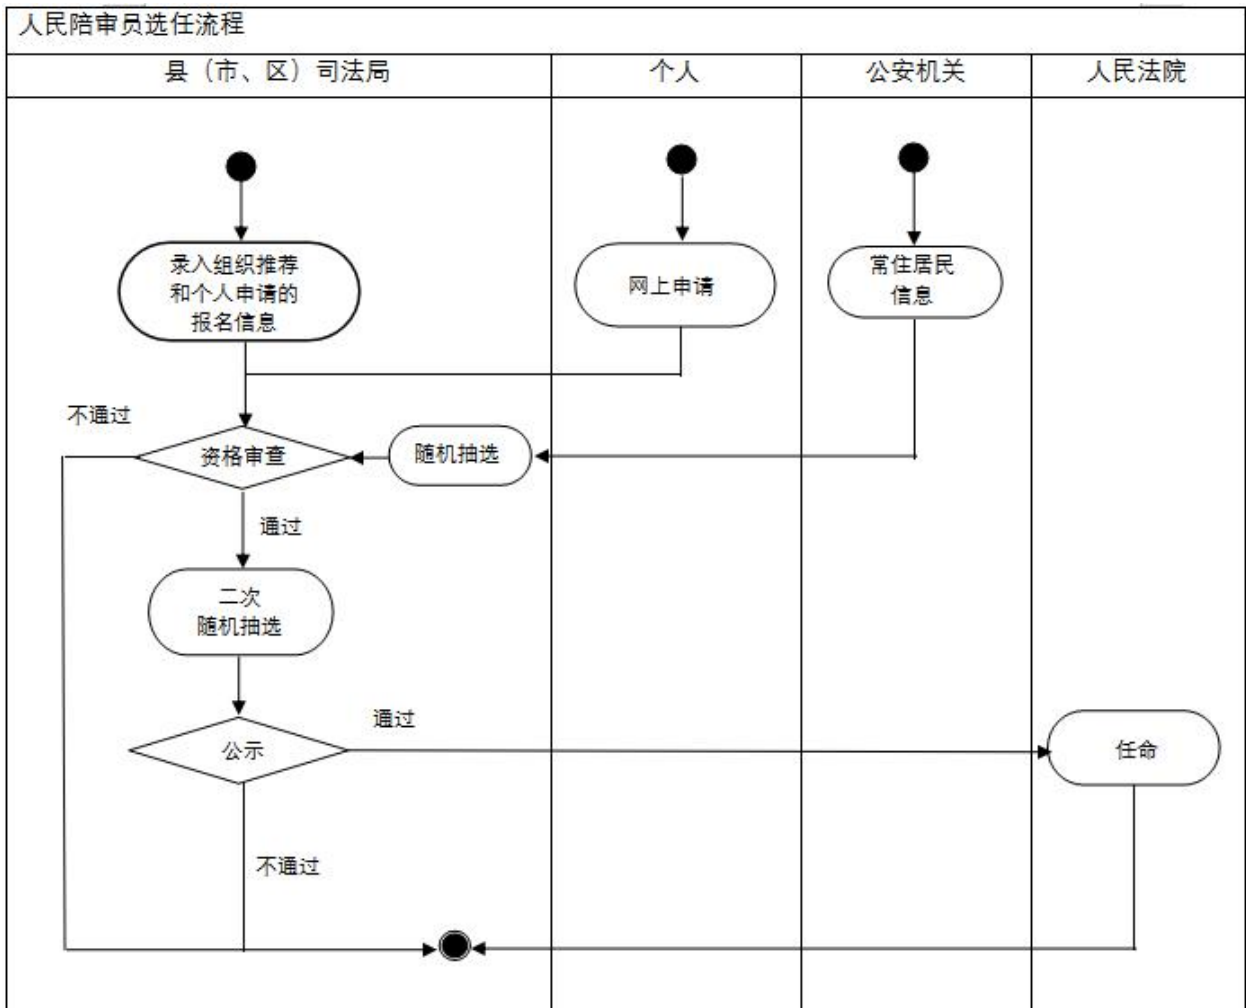 人民陪审员选任流程
县（市、区）司法局
个人
公安机关
人民法院
录入组织推荐
和个人申请的
报名信息
网上申请
常住居民
信息
不通过
资格审查
随机抽选
通过
二次
随机抽选
通过
公示
任命
不通过